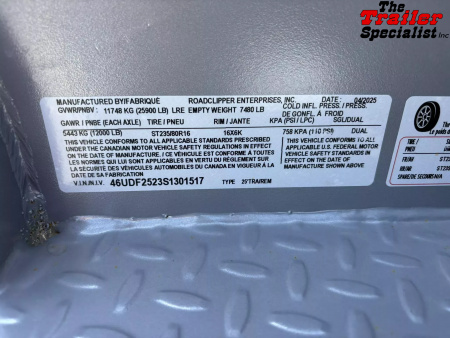 The
Trailer
Specialist Inc.
MANUFACTURED BY/FABRIQUÉ ROADCLIPPER ENTERPRISES, INC. DATE 04/2025
GVWR/PNBV: 11748 KG (25900 LB) LRE EMPTY WEIGHT 7480 LB COLD INFL. PRESS./PRESS. DE GONFL. À FROID
GAWR / PNBE (EACH AXLE) TIRE / PNEU RIM / JANTE KPA (PSI / LPC) SGL/DUAL
5443 KG (12000 LB) ST235/80R16 16X6K 758 KPA (110 PSI) DUAL
THIS VEHICLE CONFORMS TO ALL APPLICABLE STANDARDS PRESCRIBED
UNDER THE CANADIAN MOTOR VEHICLE SAFETY REGULATIONS IN EFFECT
ON THE DATE OF MANUFACTURE / CE VÉHICULE EST CONFORME À TOUTES
LES NORMES QUI LUI SONT APPLICABLES EN VERTU DU RÈGLEMENT SUR
LA SÉCURITÉ DES VÉHICULES AUTOMOBILES DU CANADA EN VIGUEUR À LA DATE
DE SA FABRICATION
THIS VEHICLE CONFORMS TO ALL
APPLICABLE U.S. FEDERAL MOTOR
VEHICLE SAFETY STANDARDS IN
EFFECT ON THE DATE OF
MANUFACTURE SHOWN ABOVE.
V.I.N./N.I.V. 46UDF2523S1301517 TYPE 25'TRA/REM
TIRE
PNEU